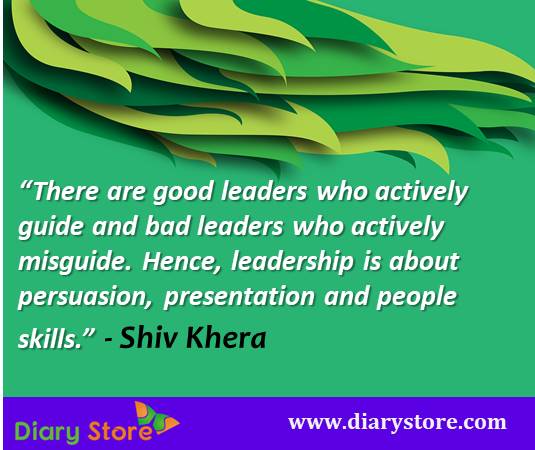 “There are good leaders who actively
guide and bad leaders who actively
misguide. Hence, leadership is about
persuasion, presentation and people
skills.” - Shiv Khera
Diary Store
www.diarystore.com